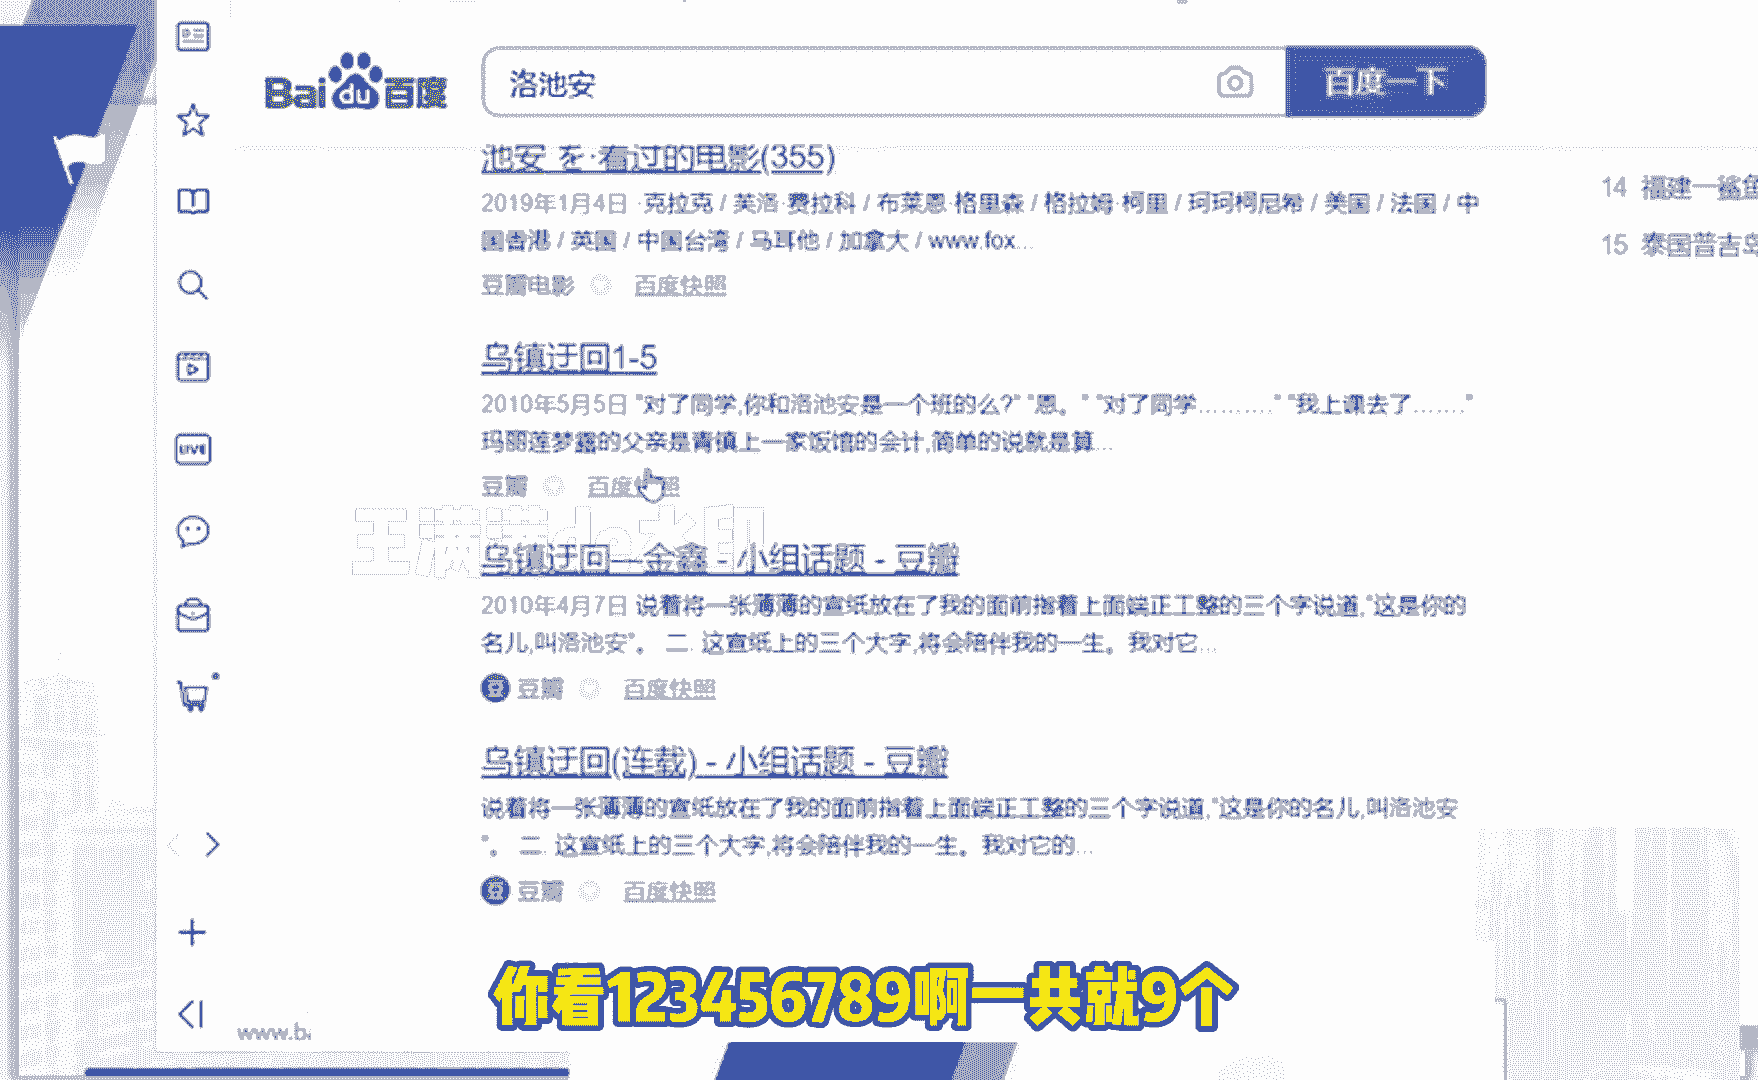 Bai du 百度
洛池安
百度一下
池安 を·看过的电影(355)
2019年1月4日 ·克拉克 / 芙洛·费拉科 / 布莱恩·格里森 / 格拉姆·柯里 / 珂珂柯尼希 / 美国 / 法国 / 中
国香港 / 英国 / 中国台湾 / 马耳他 / 加拿大 / www.fox...
豆瓣电影 百度快照
14 福建一鲨鱼
15 泰国普吉岛
乌镇迂回1-5
2010年5月5日 "对了同学,你和洛池安是一个班的么?" "恩。" "对了同学..........." "我上课去了......."
玛丽莲梦露的父亲是青镇上一家饭馆的会计,简单的说就是算...
豆瓣 百度快照
王满满de水印
乌镇迂回—金鑫 - 小组话题 - 豆瓣
2010年4月7日 说着将一张薄薄的宣纸放在了我的面前指着上面端正工整的三个字说道,"这是你的
名儿,叫洛池安"。 二. 这宣纸上的三个大字,将会陪伴我的一生。我对它...
豆 豆瓣 百度快照
乌镇迂回(连载) - 小组话题 - 豆瓣
说着将一张薄薄的宣纸放在了我的面前指着上面端正工整的三个字说道,"这是你的名儿,叫洛池安
"。 二. 这宣纸上的三个大字,将会陪伴我的一生。我对它的...
豆 豆瓣 百度快照
LIVE
你看123456789啊一共就9个
www.ba